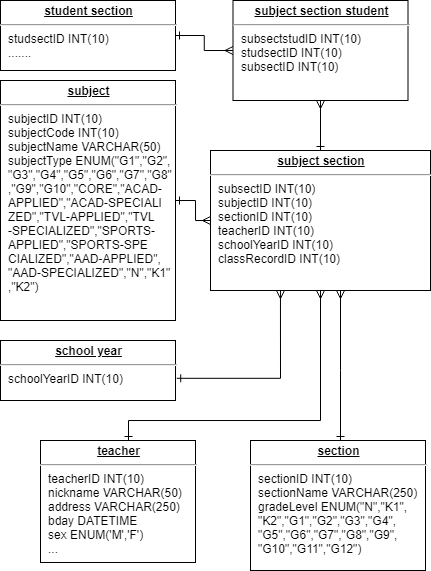 student section
studsectID INT(10)
.......
subject section student
subsectstudID INT(10)
studsectID INT(10)
subsectID INT(10)
subject
subjectID INT(10)
subjectCode INT(10)
subjectName VARCHAR(50)
subjectType ENUM("G1","G2",
"G3","G4","G5","G6","G7","G8"
,"G9","G10","CORE","ACAD-
APPLIED","ACAD-SPECIALI
ZED","TVL-APPLIED","TVL
-SPECIALIZED","SPORTS-
APPLIED","SPORTS-SPE
CIALIZED","AAD-APPLIED",
"AAD-SPECIALIZED","N","K1"
,"K2")
subject section
subsectID INT(10)
subjectID INT(10)
sectionID INT(10)
teacherID INT(10)
schoolYearID INT(10)
classRecordID INT(10)
school year
schoolYearID INT(10)
teacher
teacherID INT(10)
nickname VARCHAR(50)
address VARCHAR(250)
bday DATETIME
sex ENUM('M','F')
...
section
sectionID INT(10)
sectionName VARCHAR(250)
gradeLevel ENUM("N","K1",
"K2","G1","G2","G3","G4",
"G5","G6","G7","G8","G9",
"G10","G11","G12")